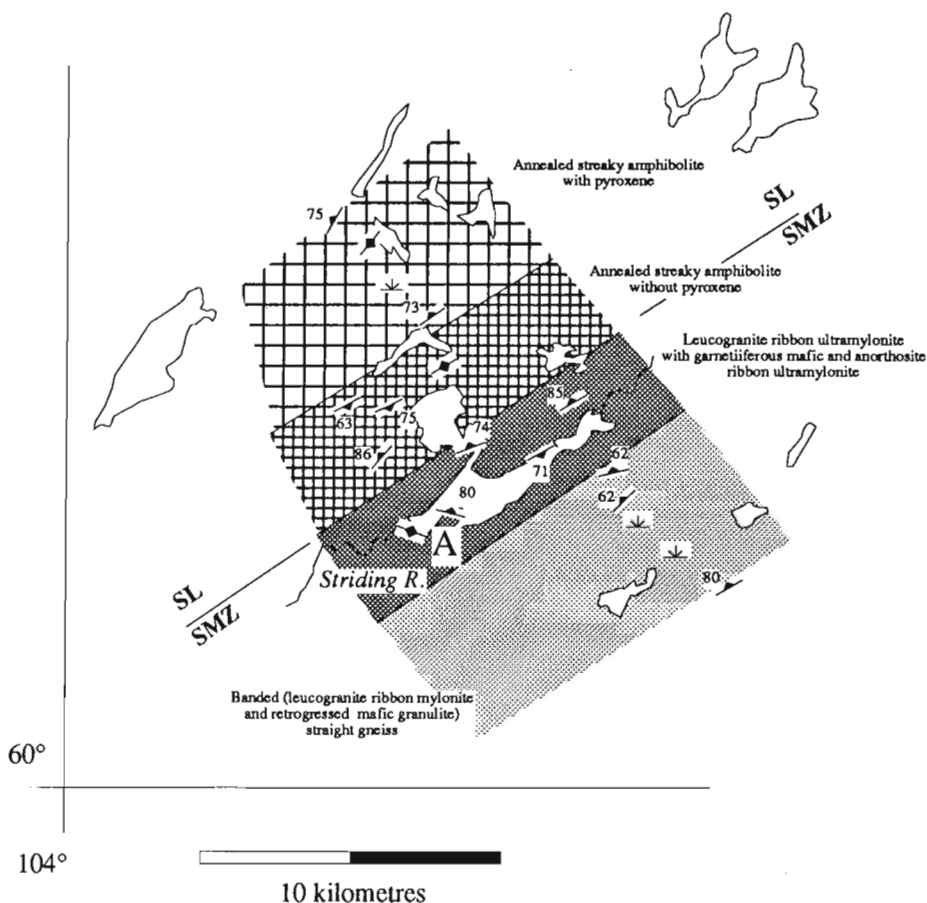 Annealed streaky amphibolite
with pyroxene
SL
SMZ
75
Annealed streaky amphibolite
without pyroxene
73
Leucogranite ribbon ultramylonite
with garnetiiferous mafic and anorthosite
ribbon ultramylonite
85
63
75
74
86
62
71
80
62
A
Striding R.
80
SL
SMZ
Banded (leucogranite ribbon mylonite
and retrogressed mafic granulite)
straight gneiss
60°
104°
10 kilometres